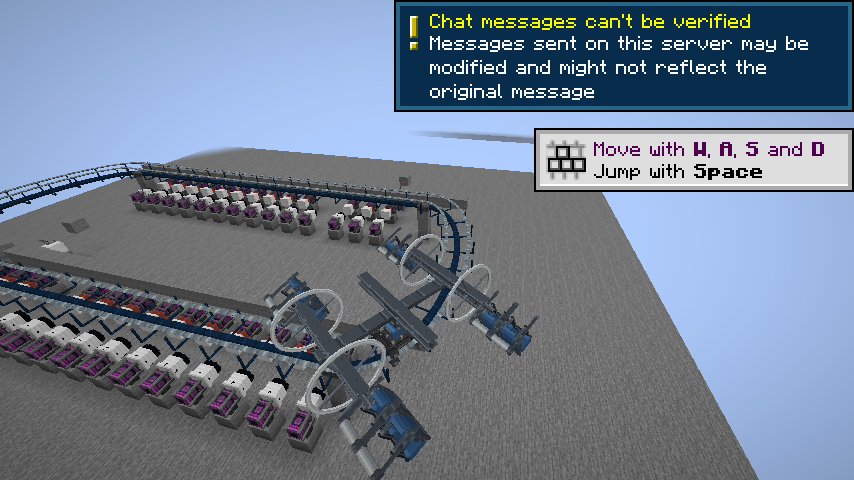 Chat messages can't be verified
Messages sent on this server may be
modified and might not reflect the
original message
Move with W, A, S and D
Jump with Space